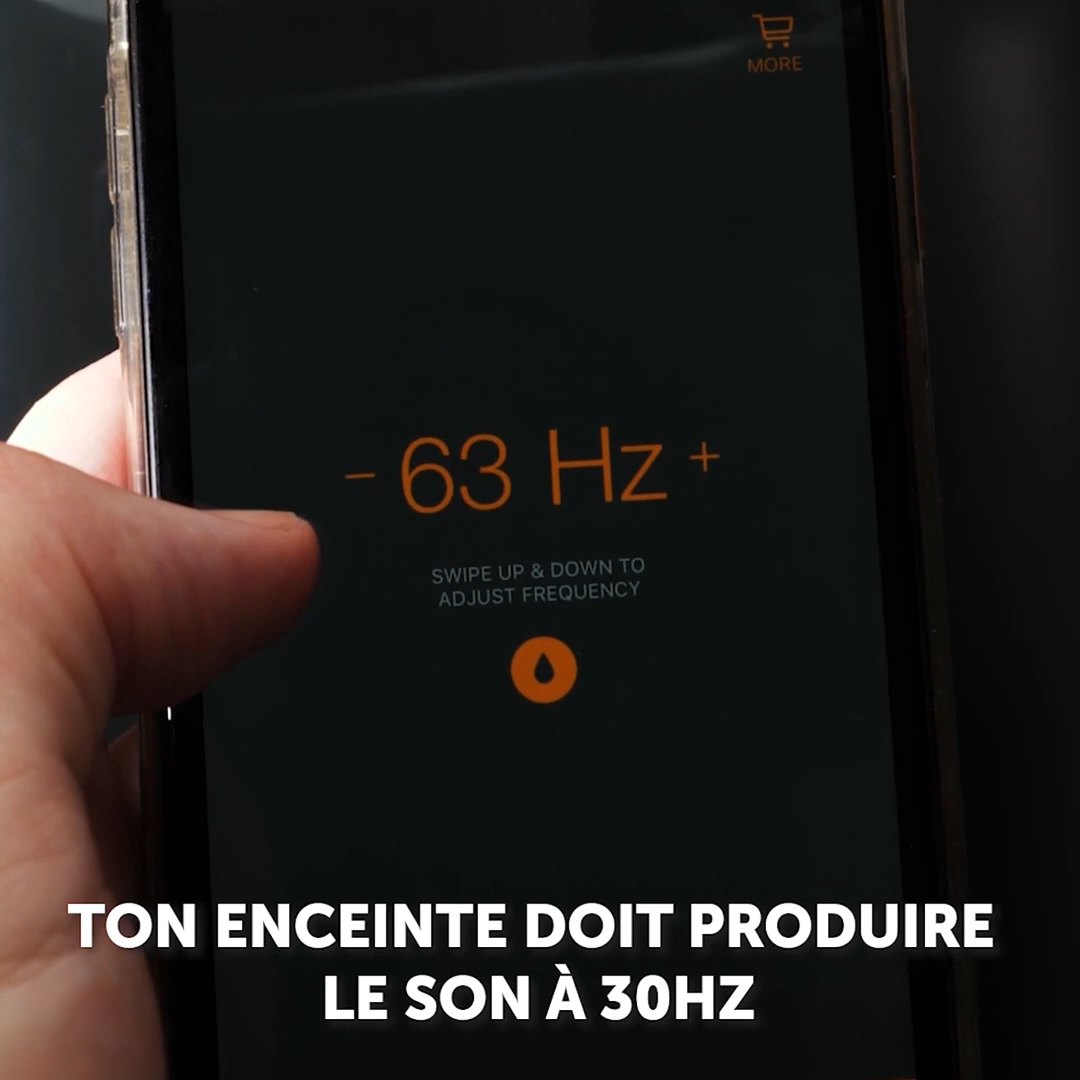 MORE
- 63 Hz +
SWIPE UP & DOWN TO
ADJUST FREQUENCY
TON ENCEINTE DOIT PRODUIRE
LE SON À 30HZ